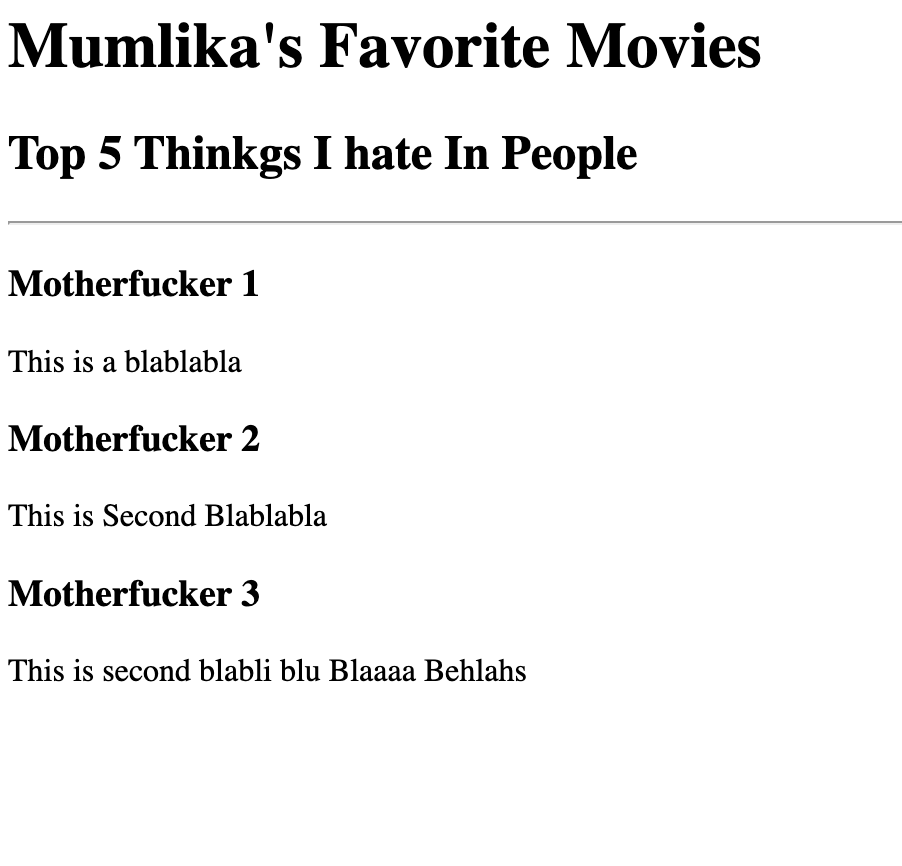 Mumlika's Favorite Movies
Top 5 Thinkgs I hate In People
Motherfucker 1
This is a blablabla
Motherfucker 2
This is Second Blablabla
Motherfucker 3
This is second blabli blu Blaaaa Behlahs